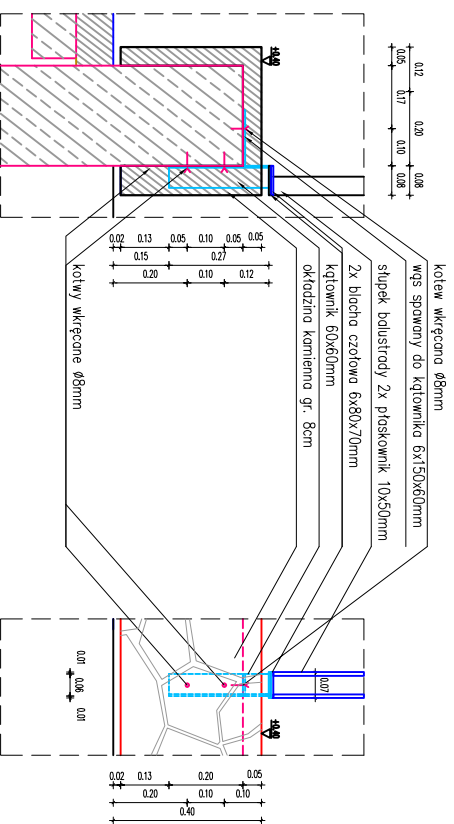 0.12 0.20 0.08
0.05 0.17 0.10 0.08
+0.40
kotew wkręcana ø8mm
wąs spawany do kątownika 6x150x60mm
słupek balustrady 2x płaskownik 10x50mm
2x blacha czołowa 6x80x70mm
kątownik 60x60mm
okładzina kamienna gr. 8cm
kotwy wkręcane ø8mm
0.02 0.13 0.05 0.10 0.05 0.05
0.15 0.27
0.20 0.10 0.12
0.07
0.01 0.06 0.01
+0.40
0.02 0.13 0.20 0.05
0.20 0.10 0.10
0.40